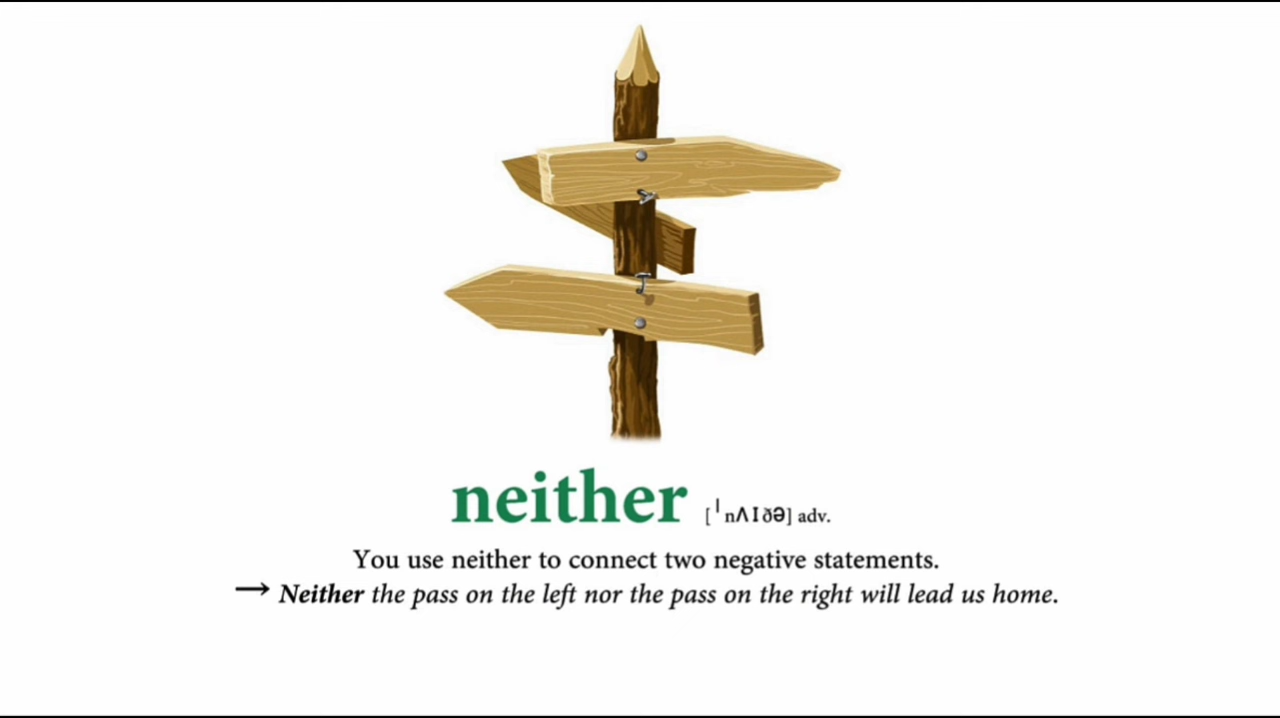 neither [ˈnΛIðə] adv.
You use neither to connect two negative statements.
→ Neither the pass on the left nor the pass on the right will lead us home.